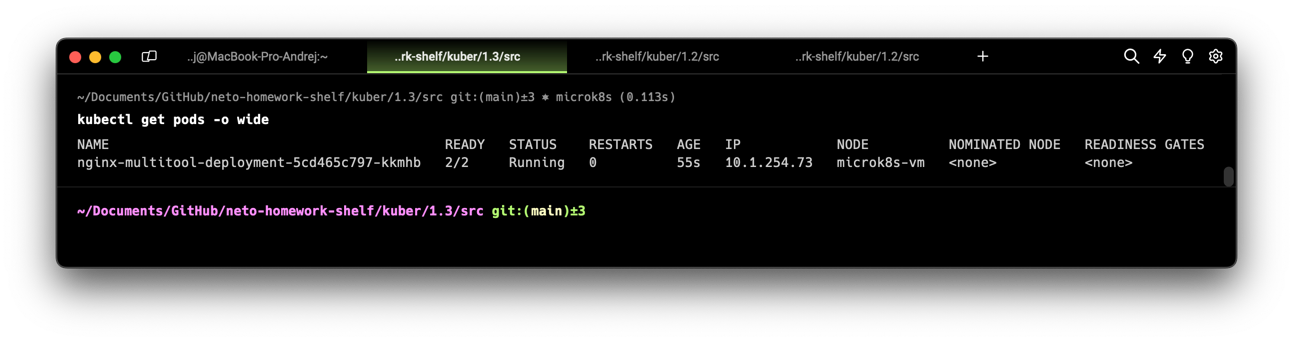 ..j@MacBook-Pro-Andrej:~ ..rk-shelf/kuber/1.3/src ..rk-shelf/kuber/1.2/src ..rk-shelf/kuber/1.2/src
~/Documents/GitHub/neto-homework-shelf/kuber/1.3/src git:(main)±3 ⎈ microk8s (0.113s)
kubectl get pods -o wide
NAME READY STATUS RESTARTS AGE IP NODE NOMINATED NODE READINESS GATES
nginx-multitool-deployment-5cd465c797-kkmhb 2/2 Running 0 55s 10.1.254.73 microk8s-vm <none> <none>
~/Documents/GitHub/neto-homework-shelf/kuber/1.3/src git:(main)±3